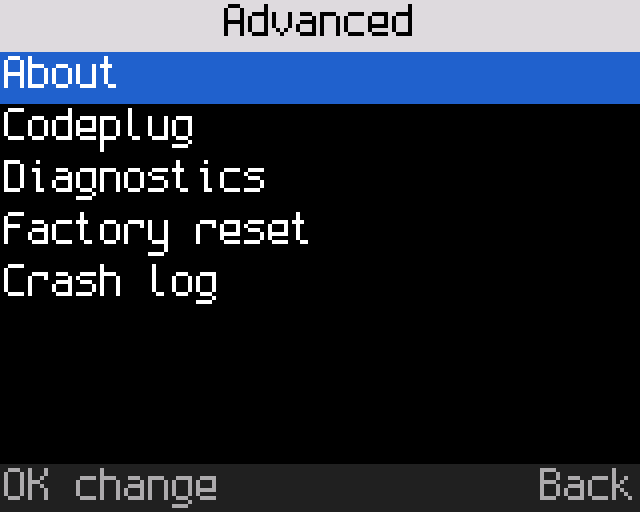 Advanced
About
Codeplug
Diagnostics
Factory reset
Crash log
OK change Back